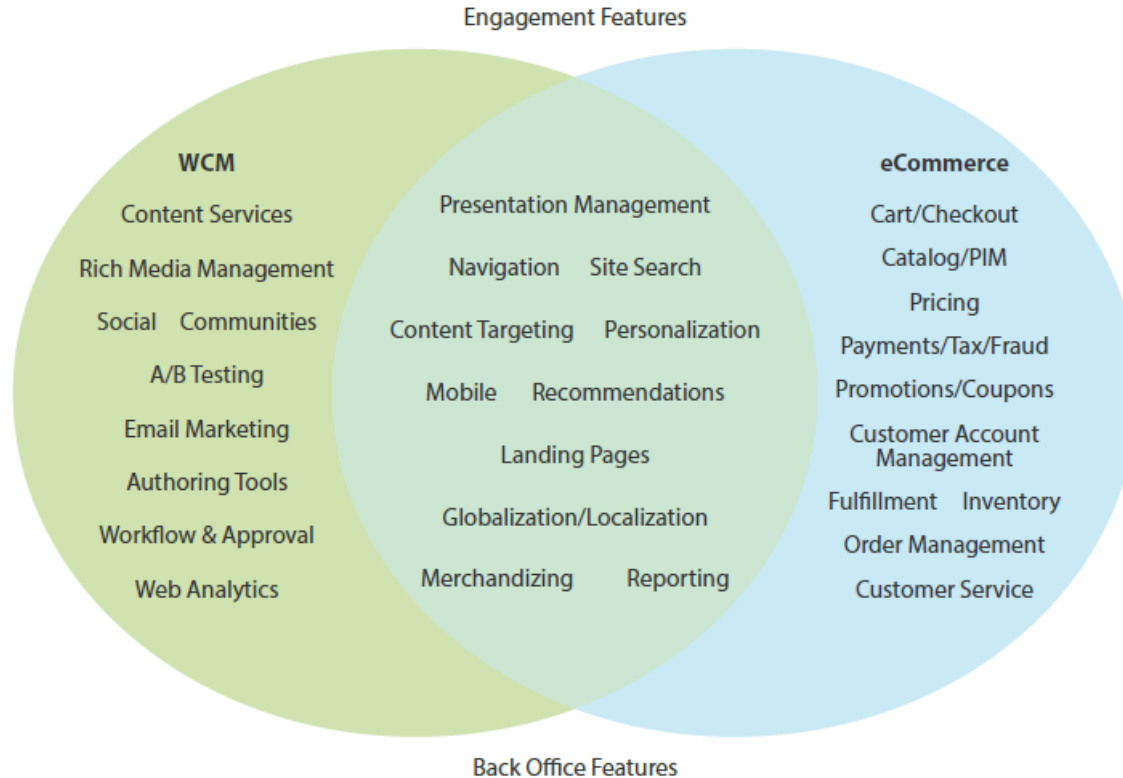 Engagement Features
WCM
Content Services
Rich Media Management
Social Communities
A/B Testing
Email Marketing
Authoring Tools
Workflow & Approval
Web Analytics
Presentation Management
Navigation Site Search
Content Targeting Personalization
Mobile Recommendations
Landing Pages
Globalization/Localization
Merchandizing Reporting
eCommerce
Cart/Checkout
Catalog/PIM
Pricing
Payments/Tax/Fraud
Promotions/Coupons
Customer Account
Management
Fulfillment Inventory
Order Management
Customer Service
Back Office Features